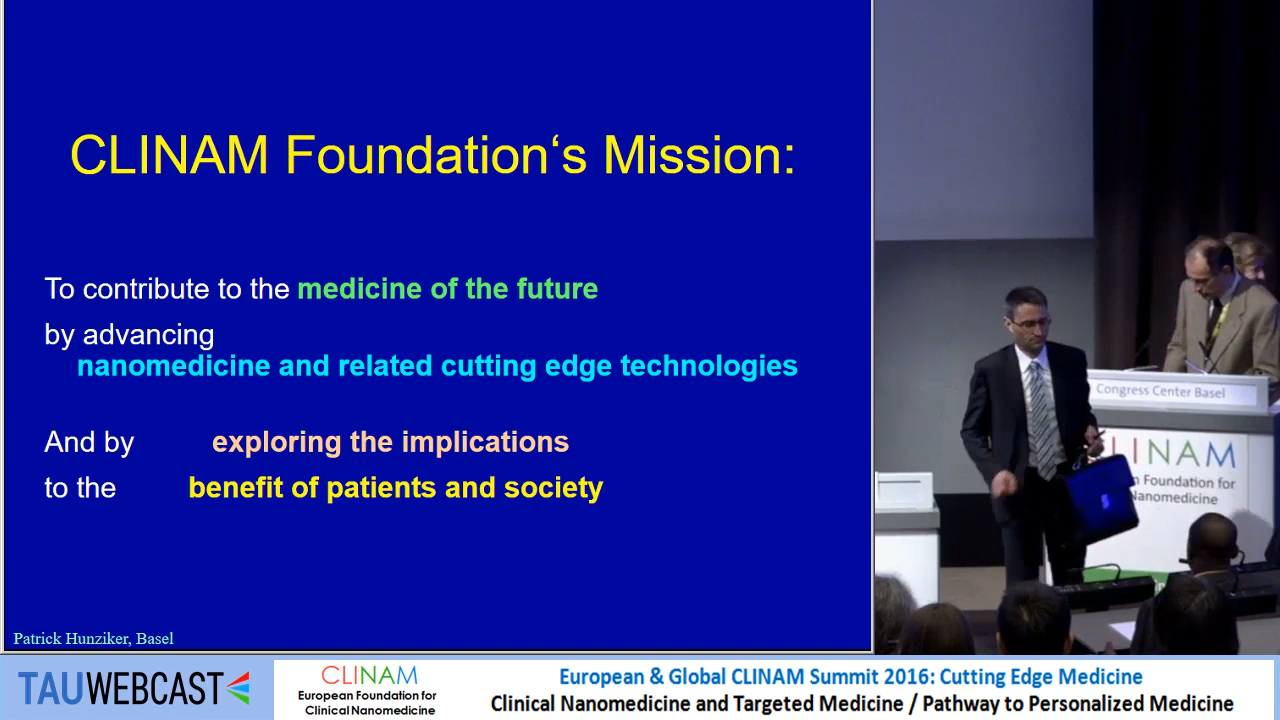 CLINAM Foundation‘s Mission:
To contribute to the medicine of the future
by advancing
nanomedicine and related cutting edge technologies
And by exploring the implications
to the benefit of patients and society
Patrick Hunziker, Basel
Congress Center Basel
LINAM
n Foundation for
Nanomedicine
TAUWEBCAST
CLINAM
European Foundation for
Clinical Nanomedicine
European & Global CLINAM Summit 2016: Cutting Edge Medicine
Clinical Nanomedicine and Targeted Medicine / Pathway to Personalized Medicine